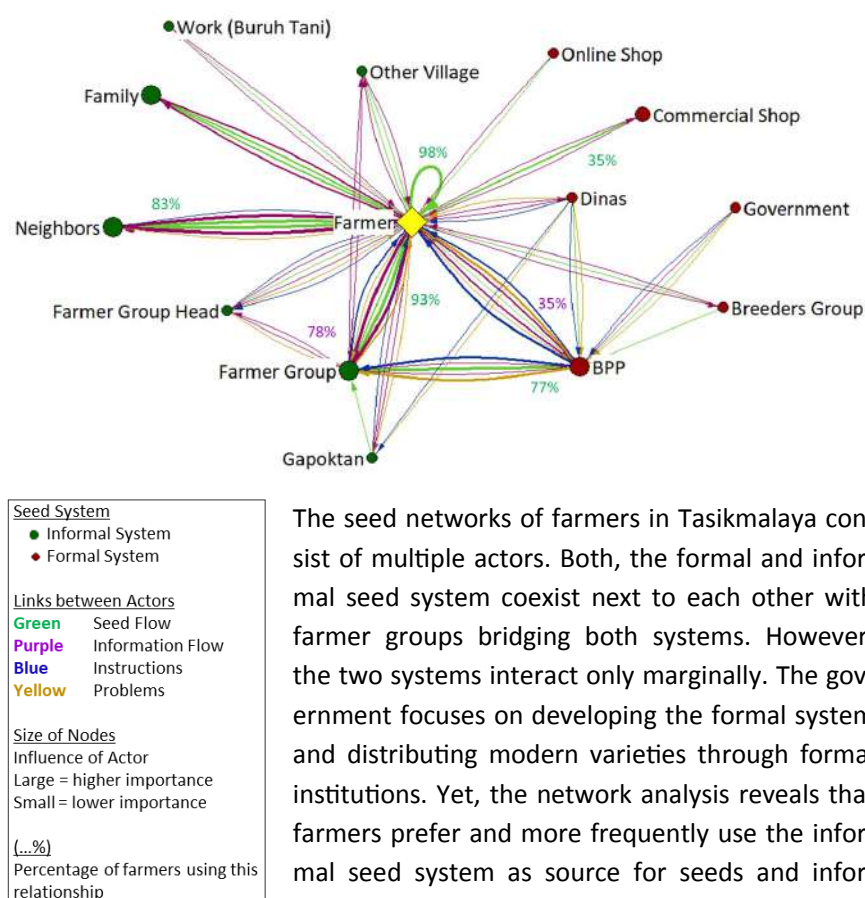 Work (Buruh Tani)
Online Shop
Other Village
Family
Commercial Shop
98%
35%
83%
Dinas
Government
Neighbors
Farmer
93%
35%
Farmer Group Head
Breeders Group
78%
Farmer Group
BPP
77%
Gapoktan
Seed System
Informal System
Formal System
Links between Actors
Green Seed Flow
Purple Information Flow
Blue Instructions
Yellow Problems
Size of Nodes
Influence of Actor
Large = higher importance
Small = lower importance
(...%)
Percentage of farmers using this
relationship
The seed networks of farmers in Tasikmalaya con
sist of multiple actors. Both, the formal and infor
mal seed system coexist next to each other with
farmer groups bridging both systems. However
the two systems interact only marginally. The gov
ernment focuses on developing the formal system
and distributing modern varieties through forma
institutions. Yet, the network analysis reveals tha
farmers prefer and more frequently use the infor
mal seed system as source for seeds and infor